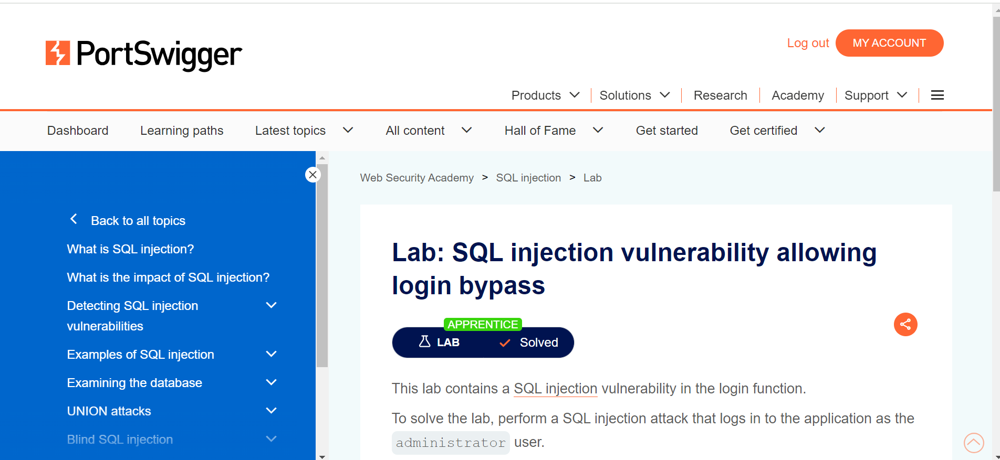 PortSwigger
Log out
MY ACCOUNT
Products
Solutions
Research
Academy
Support
Dashboard
Learning paths
Latest topics
All content
Hall of Fame
Get started
Get certified
Back to all topics
What is SQL injection?
What is the impact of SQL injection?
Detecting SQL injection
vulnerabilities
Examples of SQL injection
Examining the database
UNION attacks
Blind SQL injection
Web Security Academy > SQL injection > Lab
Lab: SQL injection vulnerability allowing
login bypass
APPRENTICE
LAB
Solved
This lab contains a SQL injection vulnerability in the login function.
To solve the lab, perform a SQL injection attack that logs in to the application as the
administrator user.